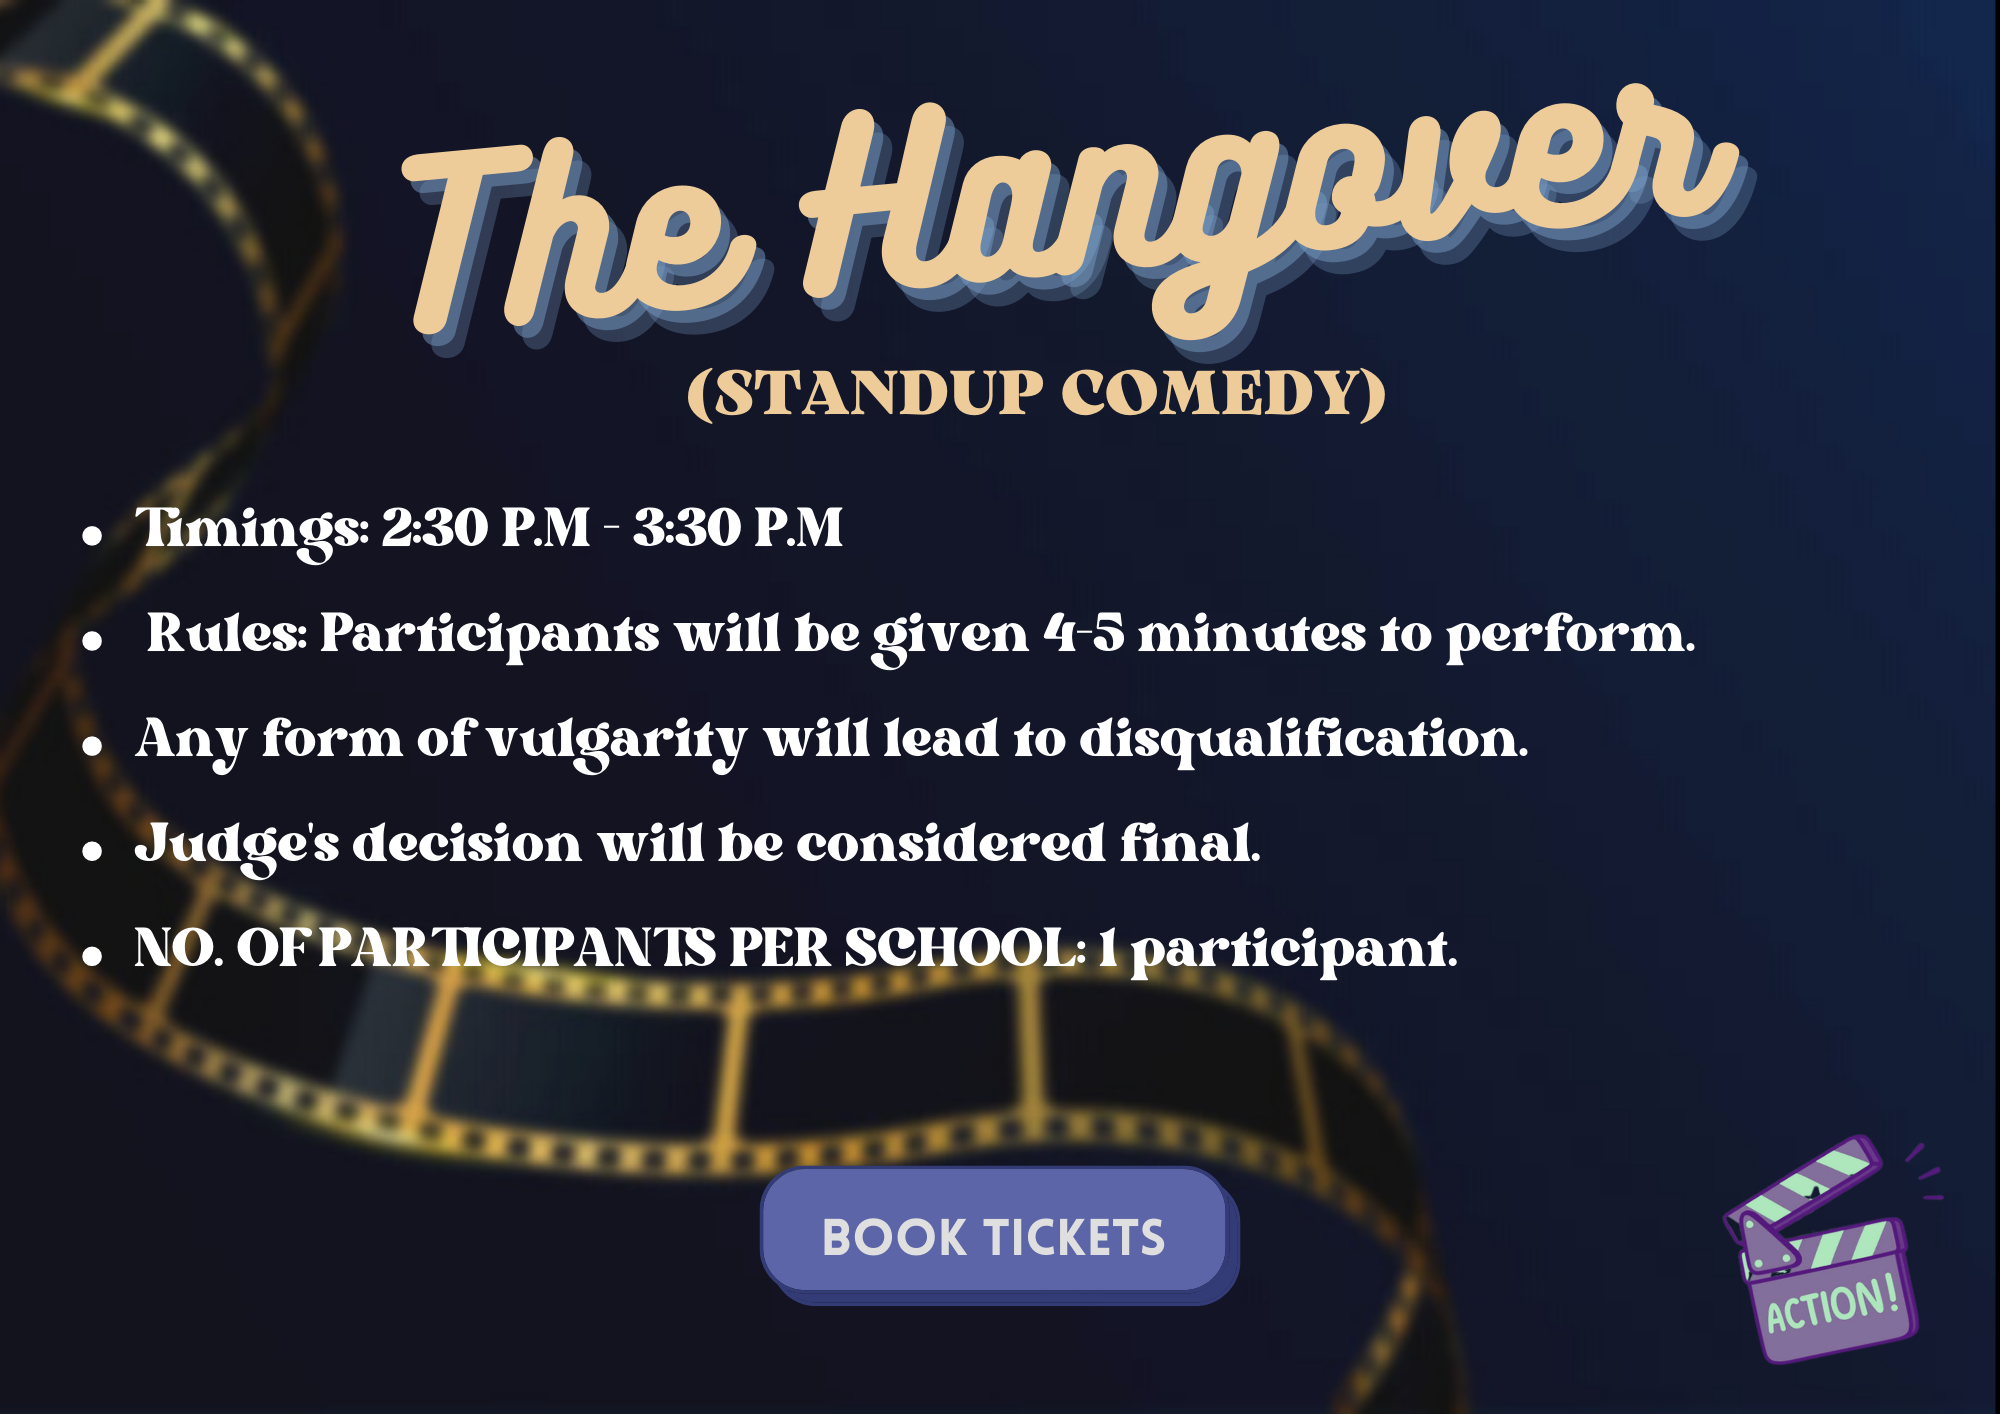 The Hangover
(STANDUP COMEDY)
• Timings: 2:30 P.M - 3:30 P.M
• Rules: Participants will be given 4-5 minutes to perform.
• Any form of vulgarity will lead to disqualification.
• Judge's decision will be considered final.
• NO. OF PARTICIPANTS PER SCHOOL: 1 participant.
BOOK TICKETS
ACTION!